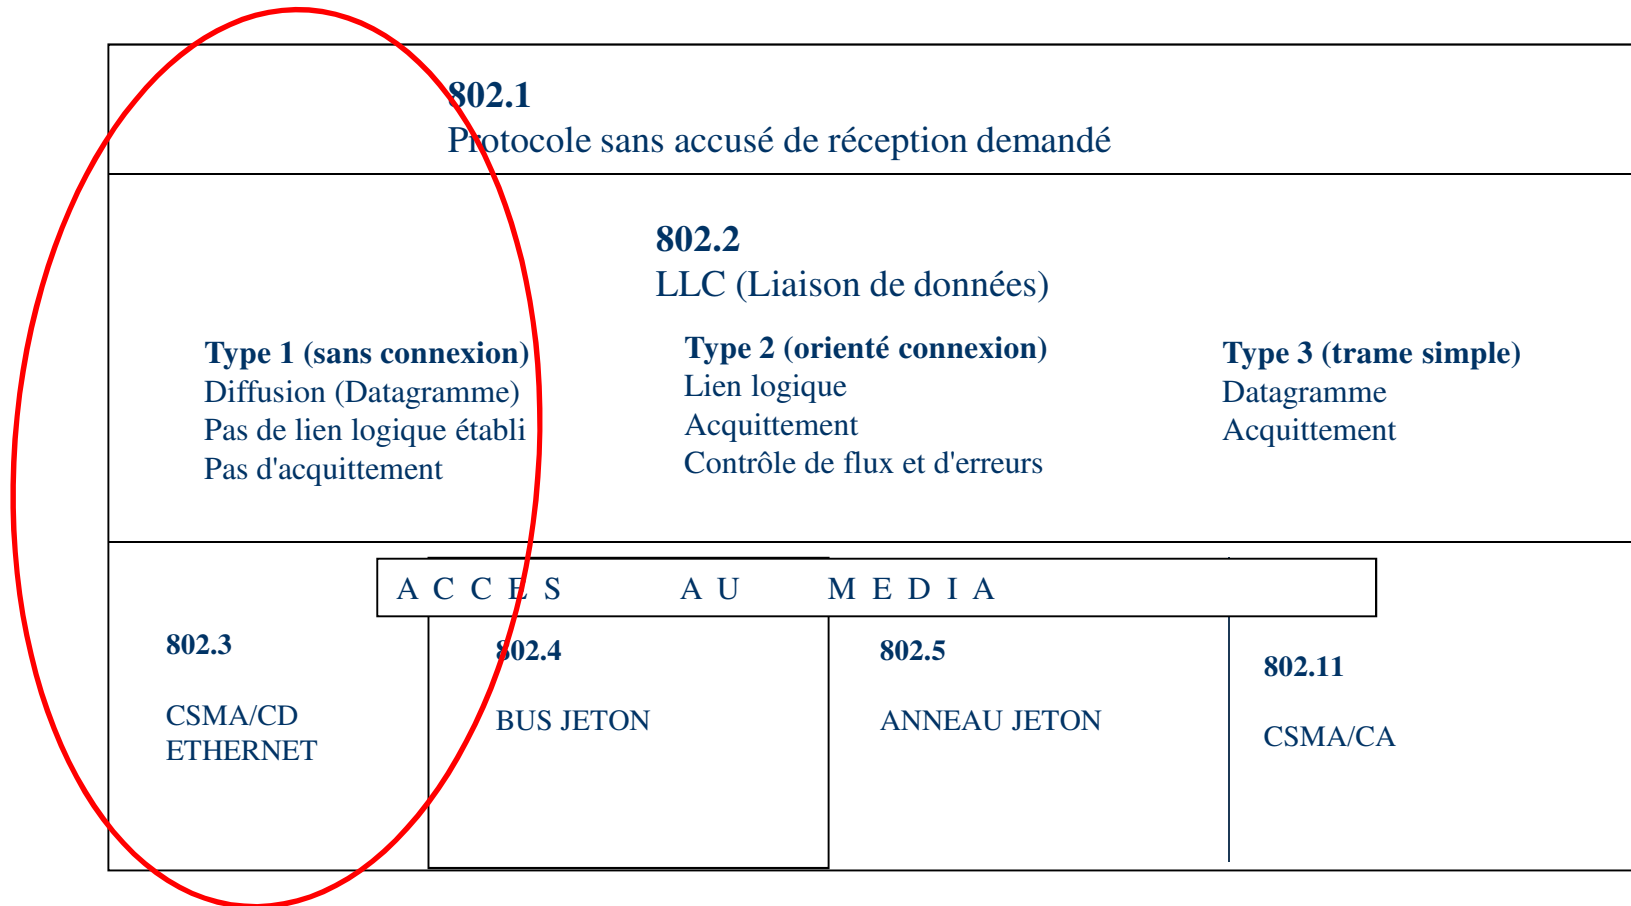 802.1
Protocole sans accusé de réception demandé
802.2
LLC (Liaison de données)
Type 1 (sans connexion)
Diffusion (Datagramme)
Pas de lien logique établi
Pas d'acquittement
Type 2 (orienté connexion)
Lien logique
Acquittement
Contrôle de flux et d'erreurs
Type 3 (trame simple)
Datagramme
Acquittement
A C C E S   A U   M E D I A
802.3
CSMA/CD
ETHERNET
802.4
BUS JETON
802.5
ANNEAU JETON
802.11
CSMA/CA